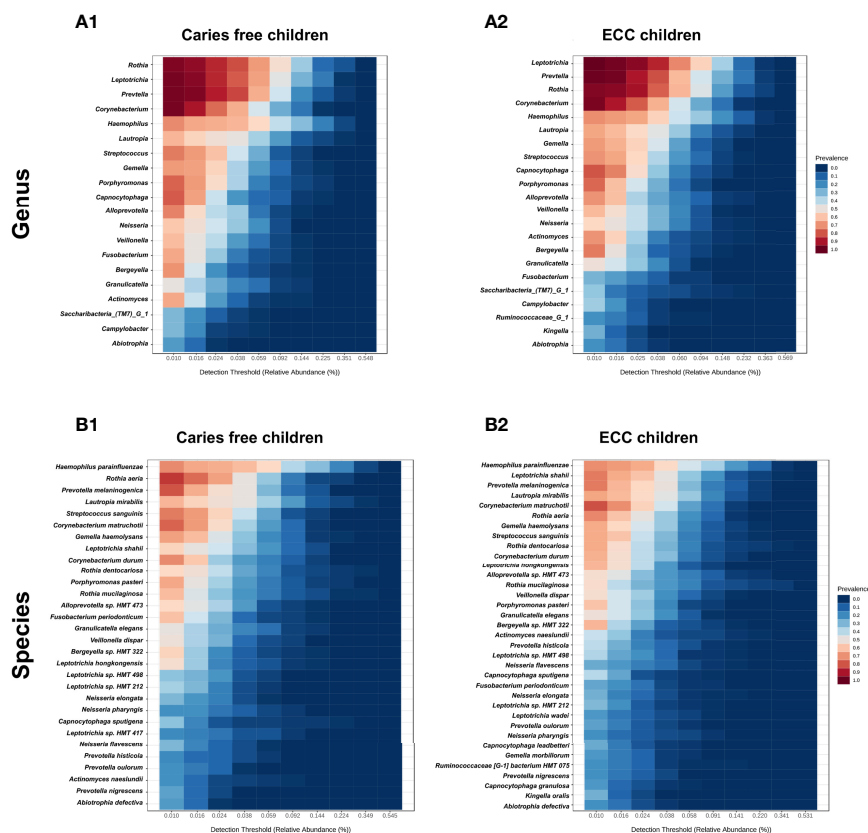 A1
Caries free children
A2
ECC children
Genus
Rothia
Leptotrichia
Prevtella
Corynebacterium
Haemophilus
Lautropia
Streptococcus
Gemella
Porphyromonas
Capnocytophaga
Alloprevotella
Neisseria
Veillonella
Fusobacterium
Bergeyella
Granulicatella
Actinomyces
Saccharibacteria_(TM7)_G_1
Campylobacter
Abiotrophia
0.010 0.016 0.024 0.038 0.059 0.092 0.144 0.225 0.351 0.548
Detection Threshold (Relative Abundance (%))
Leptotrichia
Prevtella
Rothia
Corynebacterium
Haemophilus
Lautropia
Gemella
Streptococcus
Capnocytophaga
Porphyromonas
Alloprevotella
Veillonella
Neisseria
Actinomyces
Bergeyella
Granulicatella
Fusobacterium
Saccharibacteria_(TM7)_G_1
Campylobacter
Ruminococcaceae_G_1
Kingella
Abiotrophia
0.010 0.016 0.025 0.038 0.060 0.094 0.148 0.232 0.363 0.569
Detection Threshold (Relative Abundance (%))
Prevalence
0.0
0.1
0.2
0.3
0.4
0.5
0.6
0.7
0.8
0.9
1.0
B1
Caries free children
B2
ECC children
Species
Haemophilus parainfluenzae
Rothia aeria
Prevotella melaninogenica
Lautropia mirabilis
Streptococcus sanguinis
Corynebacterium matruchotii
Gemella haemolysans
Leptotrichia shahii
Corynebacterium durum
Rothia dentocariosa
Porphyromonas pasteri
Rothia mucilaginosa
Alloprevotella sp. HMT 473
Fusobacterium periodonticum
Granulicatella elegans
Veillonella dispar
Bergeyella sp. HMT 322
Leptotrichia hongkongensis
Leptotrichia sp. HMT 498
Leptotrichia sp. HMT 212
Neisseria elongata
Neisseria pharyngis
Capnocytophaga sputigena
Leptotrichia sp. HMT 417
Neisseria flavescens
Prevotella histicola
Prevotella oulorum
Actinomyces naeslundii
Prevotella nigrescens
Abiotrophia defectiva
0.010 0.016 0.024 0.038 0.059 0.092 0.144 0.224 0.349 0.545
Detection Threshold (Relative Abundance (%))
Haemophilus parainfluenzae
Leptotrichia shahii
Prevotella melaninogenica
Lautropia mirabilis
Corynebacterium matruchotii
Rothia aeria
Gemella haemolysans
Streptococcus sanguinis
Rothia dentocariosa
Corynebacterium durum
Leptotrichia hongkongensis
Alloprevotella sp. HMT 473
Rothia mucilaginosa
Veillonella dispar
Porphyromonas pasteri
Granulicatella elegans
Bergeyella sp. HMT 322
Actinomyces naeslundii
Prevotella histicola
Leptotrichia sp. HMT 498
Neisseria flavescens
Capnocytophaga sputigena
Fusobacterium periodonticum
Neisseria elongata
Leptotrichia sp. HMT 212
Leptotrichia wadei
Prevotella oulorum
Neisseria pharyngis
Capnocytophaga leadbetteri
Gemella morbillorum
Ruminococcaceae [G-1] bacterium HMT 075
Prevotella nigrescens
Capnocytophaga granulosa
Kingella oralis
Abiotrophia defectiva
0.010 0.016 0.024 0.038 0.058 0.091 0.141 0.220 0.341 0.531
Detection Threshold (Relative Abundance (%))
Prevalence
0.0
0.1
0.2
0.3
0.4
0.5
0.6
0.7
0.8
0.9
1.0